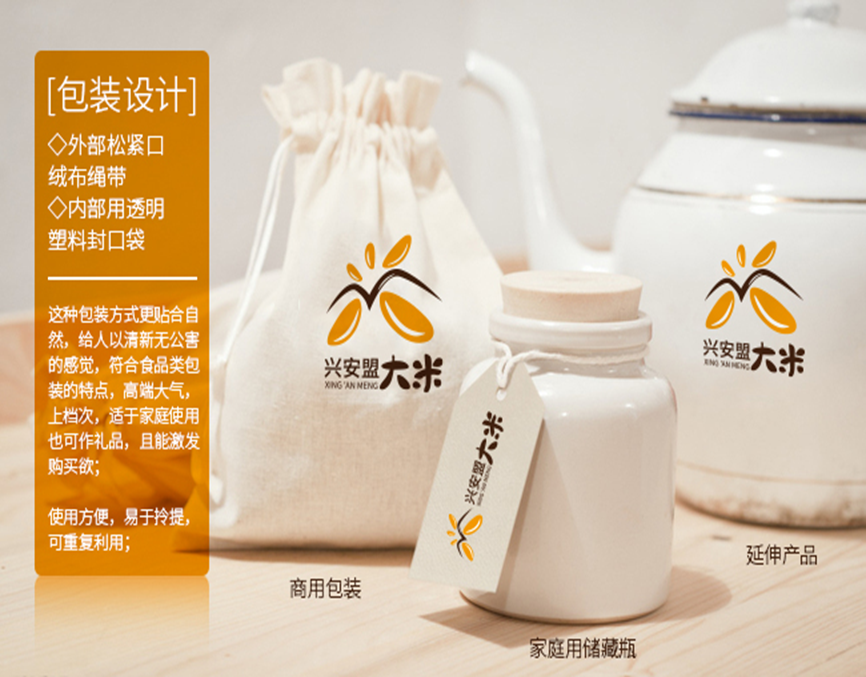 [包装设计]
◇外部松紧口
绒布绳带
◇内部用透明
塑料封口袋
这种包装方式更贴合自
然，给人以清新无公害
的感觉，符合食品类包
装的特点，高端大气，
上档次，适于家庭使用
也可作礼品，且能激发
购买欲；
使用方便，易于拎提，
可重复利用；
兴安盟大米
XING 'AN MENG
兴安盟大米
XING 'AN MENG
兴安盟大米
XING 'AN MENG
商用包装
家庭用储藏瓶
延伸产品